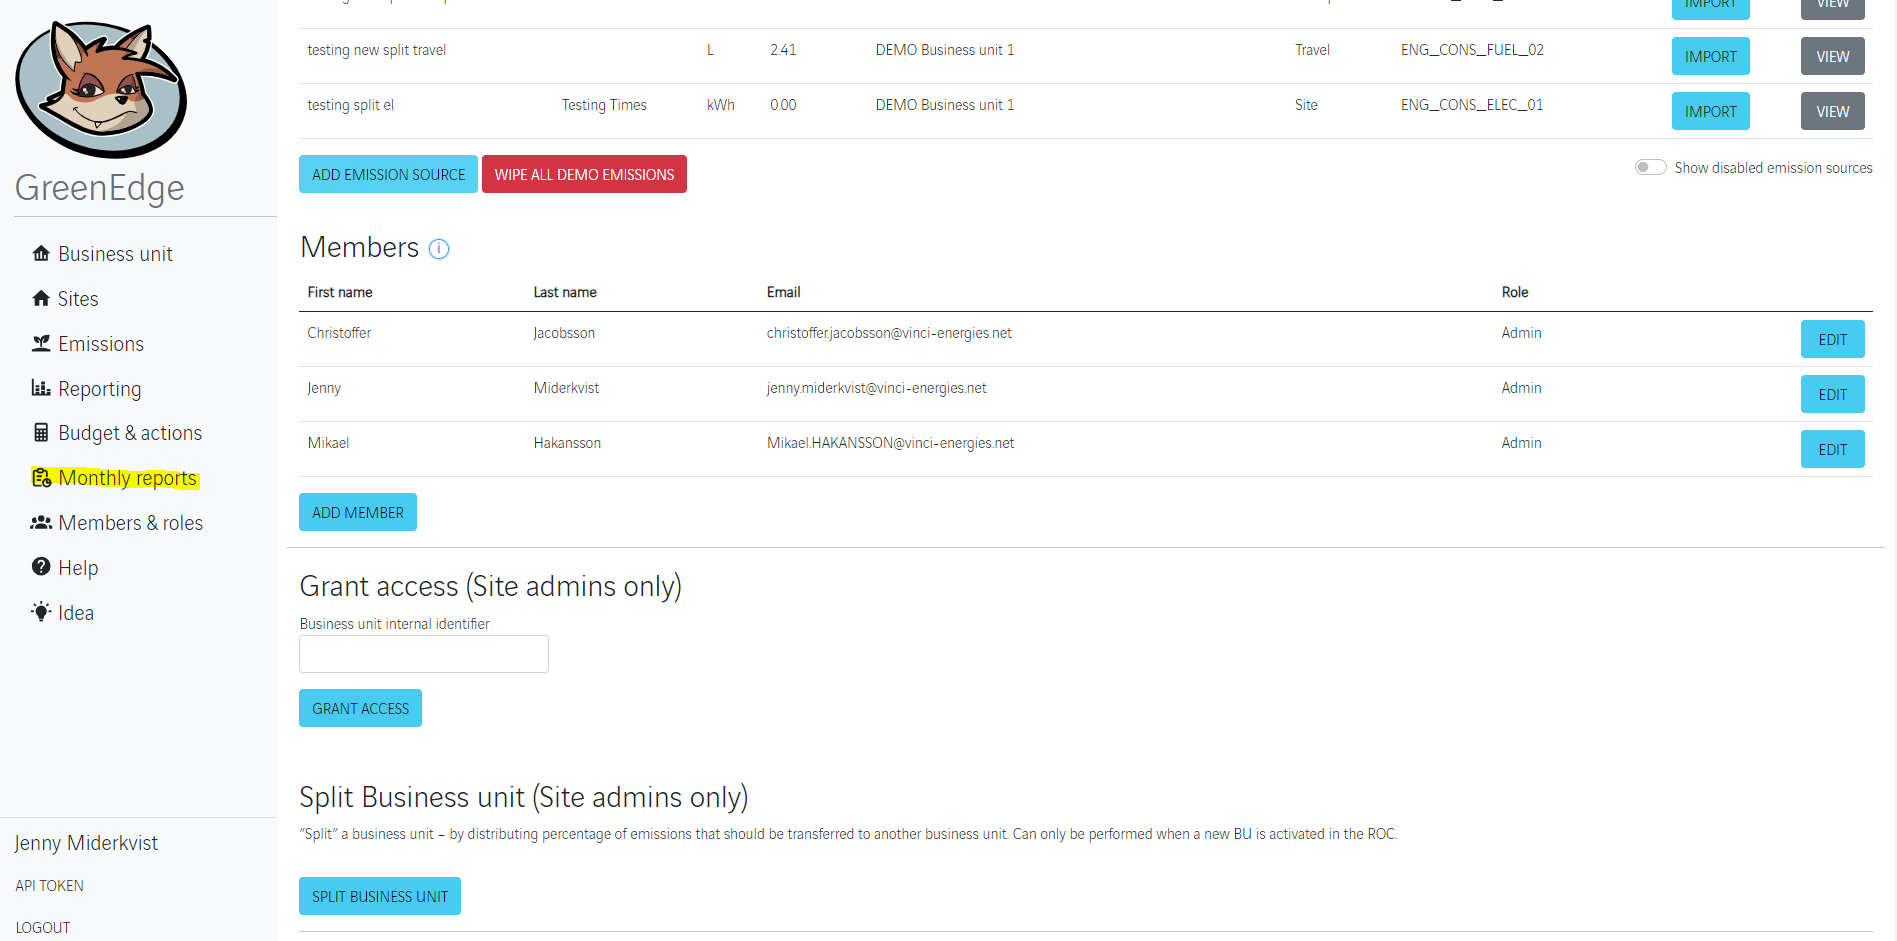 IMPORT VIEW
testing new split travel L 2.41 DEMO Business unit 1 Travel ENG_CONS_FUEL_02 IMPORT VIEW
testing split el Testing Times kWh 0.00 DEMO Business unit 1 Site ENG_CONS_ELEC_01 IMPORT VIEW
ADD EMISSION SOURCE WIPE ALL DEMO EMISSIONS Show disabled emission sources
GreenEdge
Business unit
Sites
Emissions
Reporting
Budget & actions
Monthly reports
Members & roles
Help
Idea
Jenny Miderkvist
API TOKEN
LOGOUT
Members
First name Last name Email Role
Christoffer Jacobsson christoffer.jacobsson@vinci-energies.net Admin EDIT
Jenny Miderkvist jenny.miderkvist@vinci-energies.net Admin EDIT
Mikael Hakansson Mikael.HAKANSSON@vinci-energies.net Admin EDIT
ADD MEMBER
Grant access (Site admins only)
Business unit internal identifier
GRANT ACCESS
Split Business unit (Site admins only)
"Split" a business unit – by distributing percentage of emissions that should be transferred to another business unit. Can only be performed when a new BU is activated in the ROC.
SPLIT BUSINESS UNIT